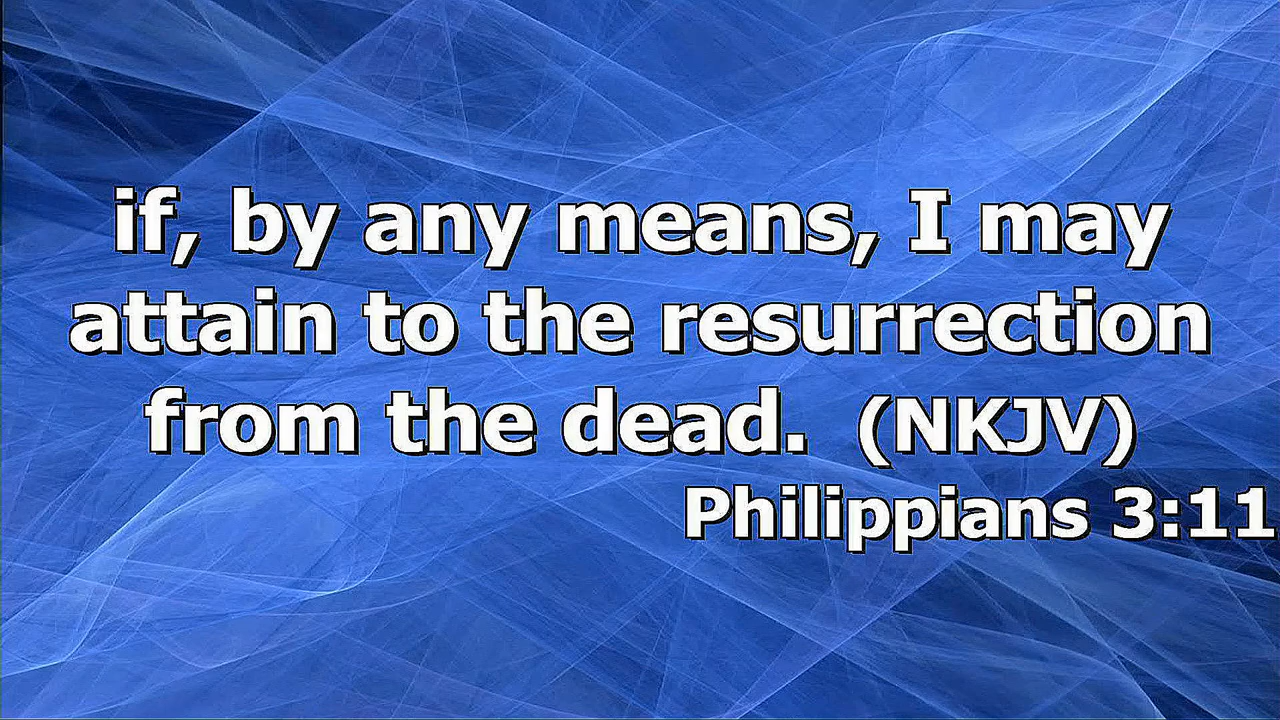 if, by any means, I may
attain to the resurrection
from the dead. (NKJV)
Philippians 3:11